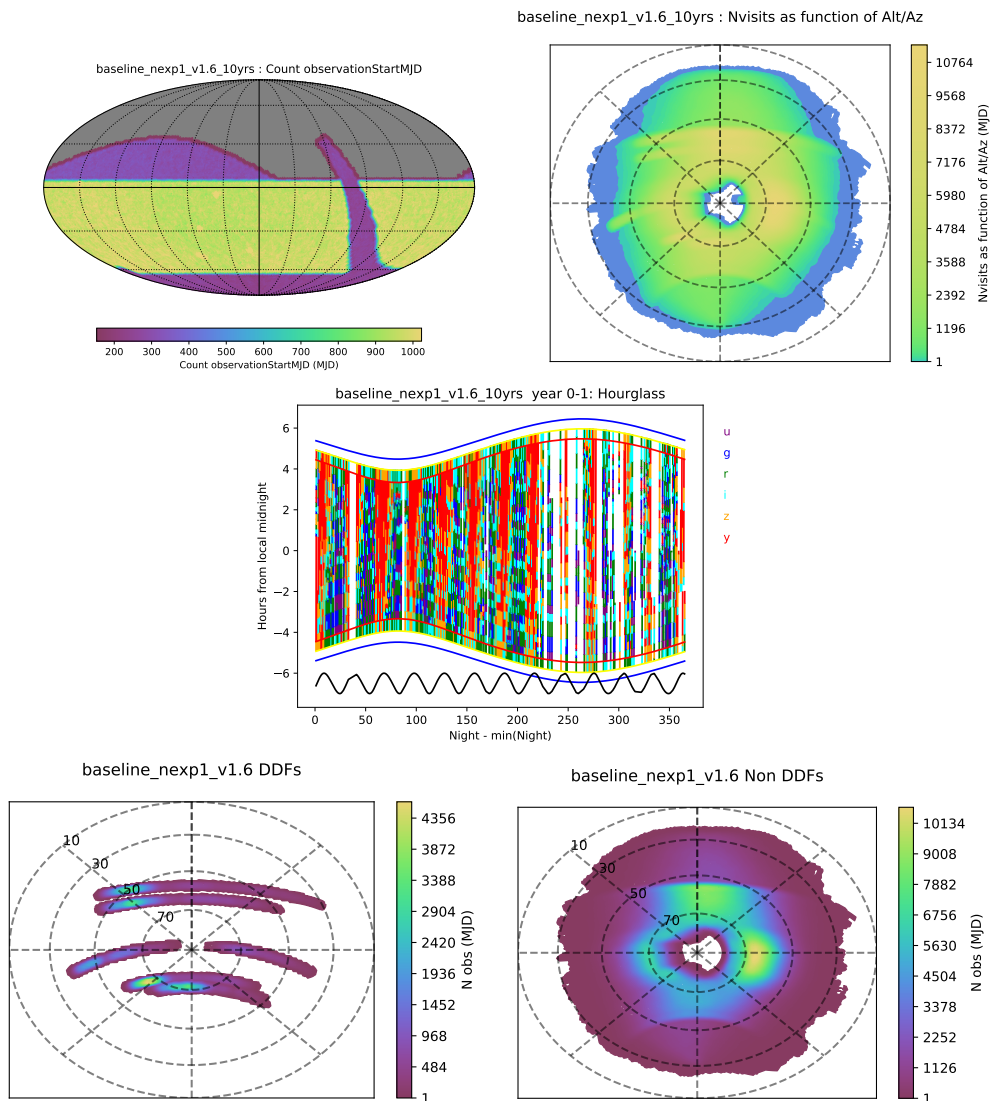 baseline_nexp1_v1.6_10yrs : Nvisits as function of Alt/Az
baseline_nexp1_v1.6_10yrs : Count observationStartMJD
200 300 400 500 600 700 800 900 1000
Count observationStartMJD (MJD)
10764
9568
8372
7176
5980
4784
3588
2392
1196
1
Nvisits as function of Alt/Az (MJD)
baseline_nexp1_v1.6_10yrs  year 0-1: Hourglass
6
4
2
0
−2
−4
−6
Hours from local midnight
0 50 100 150 200 250 300 350
Night - min(Night)
u
g
r
i
z
y
baseline_nexp1_v1.6 DDFs
10
30
50
70
4356
3872
3388
2904
2420
1936
1452
968
484
1
N obs (MJD)
baseline_nexp1_v1.6 Non DDFs
10
30
50
70
10134
9008
7882
6756
5630
4504
3378
2252
1126
1
N obs (MJD)